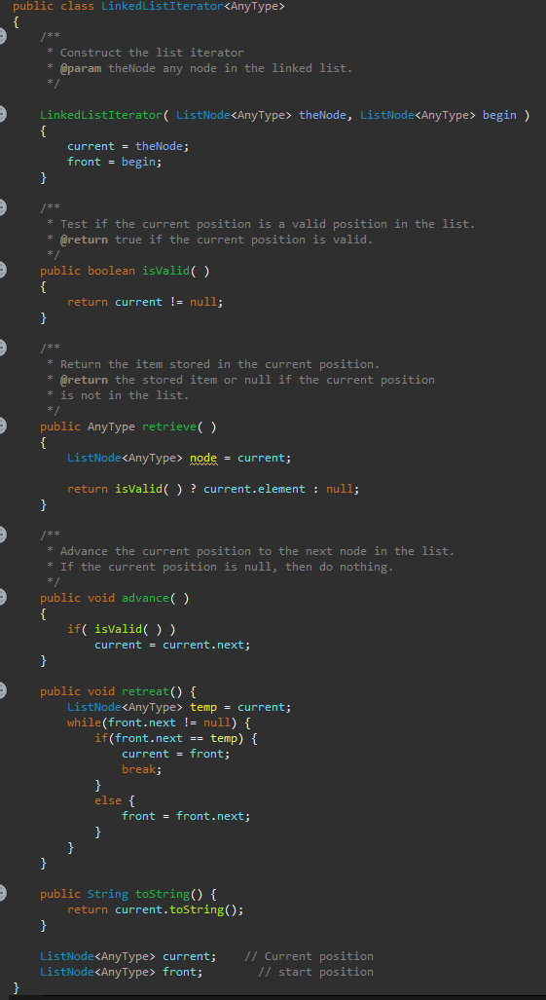 public class LinkedListIterator<AnyType>
{
    /**
     * Construct the list iterator
     * @param theNode any node in the linked list.
     */

    LinkedListIterator( ListNode<AnyType> theNode, ListNode<AnyType> begin )
    {
        current = theNode;
        front = begin;
    }

    /**
     * Test if the current position is a valid position in the list.
     * @return true if the current position is valid.
     */
    public boolean isValid( )
    {
        return current != null;
    }

    /**
     * Return the item stored in the current position.
     * @return the stored item or null if the current position
     * is not in the list.
     */
    public AnyType retrieve( )
    {
        ListNode<AnyType> node = current;

        return isValid( ) ? current.element : null;
    }

    /**
     * Advance the current position to the next node in the list.
     * If the current position is null, then do nothing.
     */
    public void advance( )
    {
        if( isValid( ) )
            current = current.next;
    }

    public void retreat() {
        ListNode<AnyType> temp = current;
        while(front.next != null) {
            if(front.next == temp) {
                current = front;
                break;
            }
            else {
                front = front.next;
            }
        }
    }

    public String toString() {
        return current.toString();
    }

    ListNode<AnyType> current;    // Current position
    ListNode<AnyType> front;        // start position
}